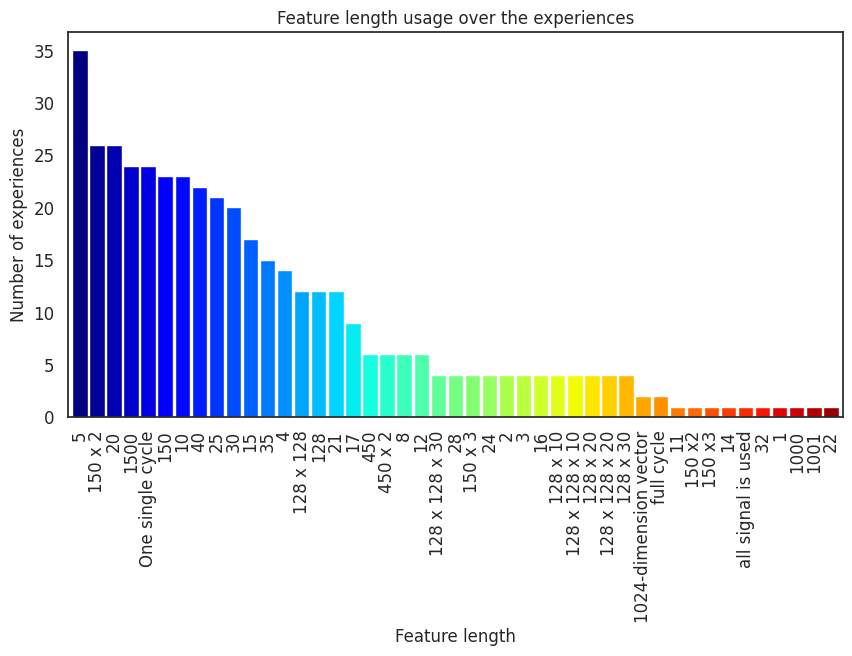 Feature length usage over the experiences
Number of experiences
35
30
25
20
15
10
5
0
5
150 x 2
20
1500
One single cycle
150
10
40
25
30
15
35
4
128 x 128
128
21
17
450
450 x 2
8
12
128 x 128 x 30
28
150 x 3
24
2
3
16
128 x 10
128 x 128 x 10
128 x 20
128 x 128 x 20
128 x 30
1024-dimension vector
full cycle
11
150 x2
150 x3
14
all signal is used
32
1
1000
1001
22
Feature length